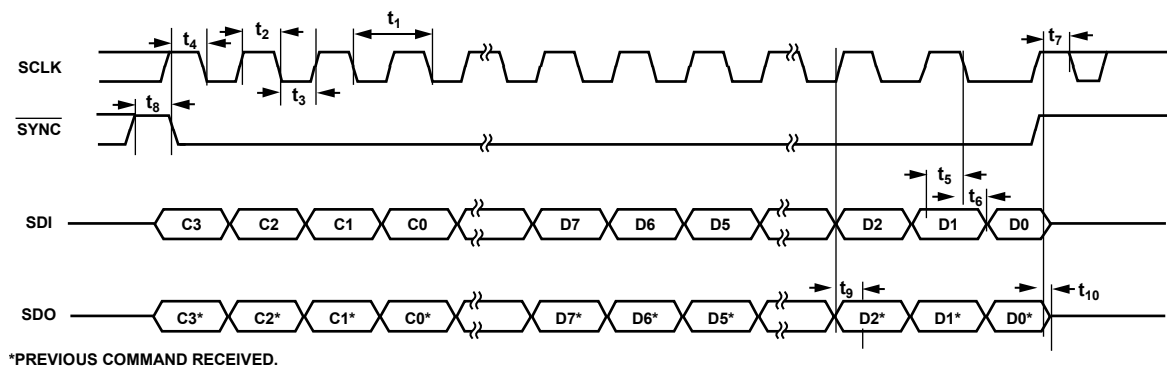 t4 t2 t1 t7
SCLK
t3
t8
SYNC
t5
t6
SDI C3 C2 C1 C0 D7 D6 D5 D2 D1 D0
t9 t10
SDO C3* C2* C1* C0* D7* D6* D5* D2* D1* D0*
*PREVIOUS COMMAND RECEIVED.